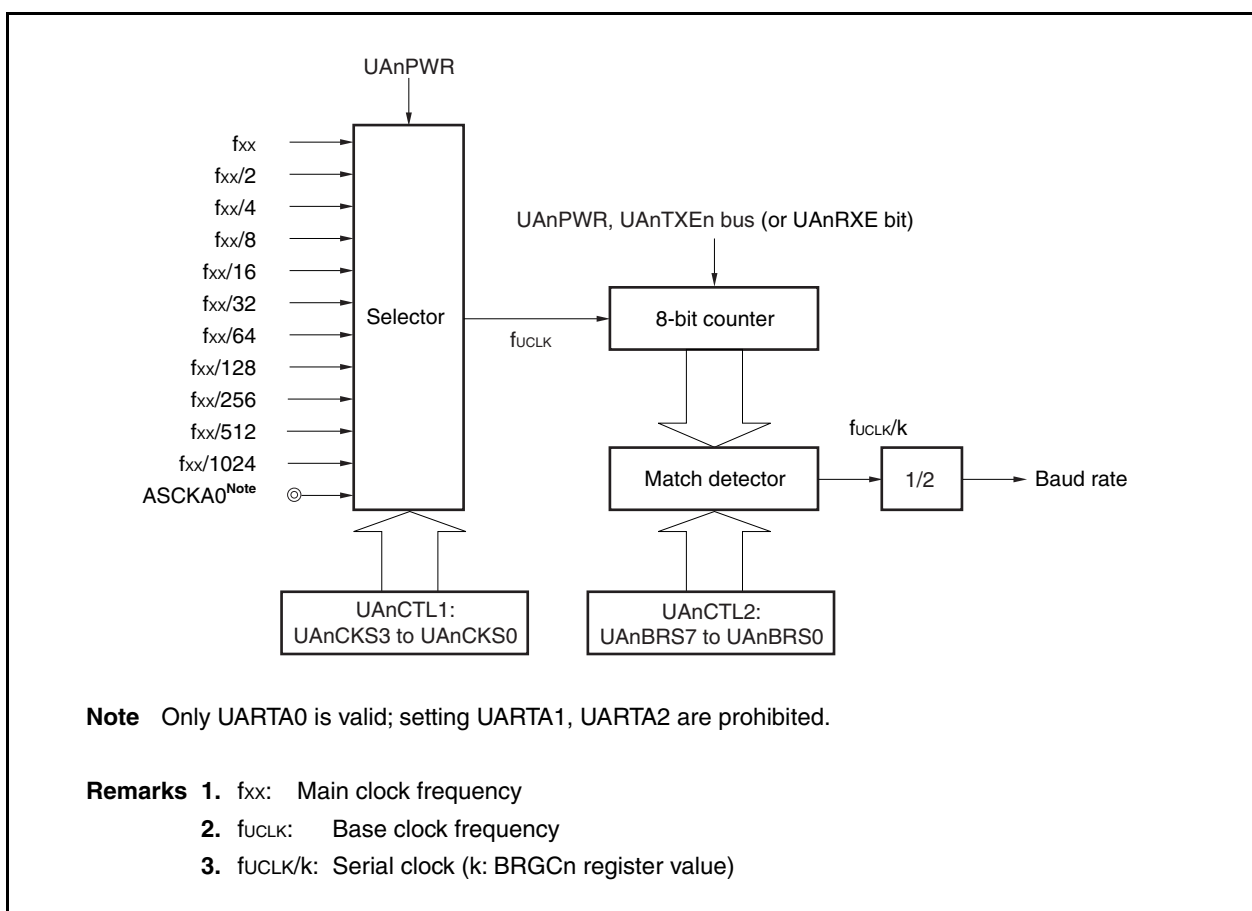 UAnPWR
fxx
fxx/2
fxx/4
fxx/8
fxx/16
fxx/32
fxx/64
fxx/128
fxx/256
fxx/512
fxx/1024
ASCKA0Note
Selector
fUCLK
UAnPWR, UAnTXEn bus (or UAnRXE bit)
8-bit counter
Match detector
fUCLK/k
1/2
Baud rate
UAnCTL1:
UAnCKS3 to UAnCKS0
UAnCTL2:
UAnBRS7 to UAnBRS0
Note Only UARTA0 is valid; setting UARTA1, UARTA2 are prohibited.
Remarks 1. fxx: Main clock frequency
2. fUCLK: Base clock frequency
3. fUCLK/k: Serial clock (k: BRGCn register value)